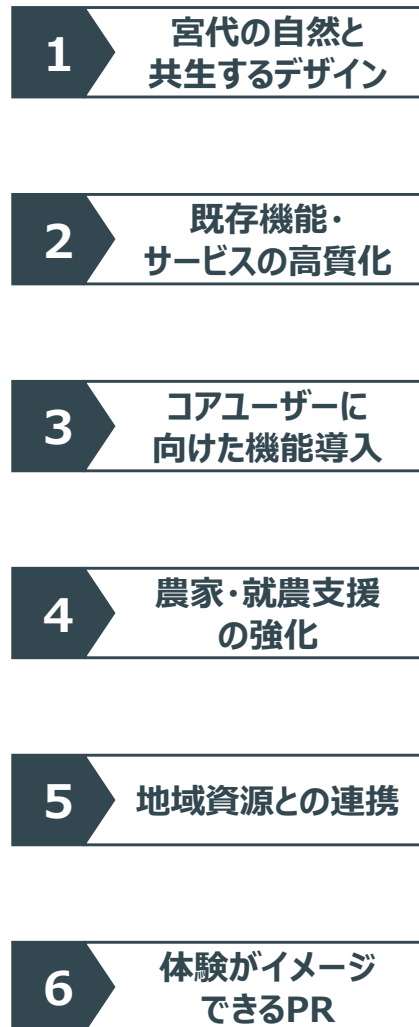 1
宮代の自然と
共生するデザイン
2
既存機能・
サービスの高質化
3
コアユーザーに
向けた機能導入
4
農家・就農支援
の強化
5
地域資源との連携
6
体験がイメージ
できるPR